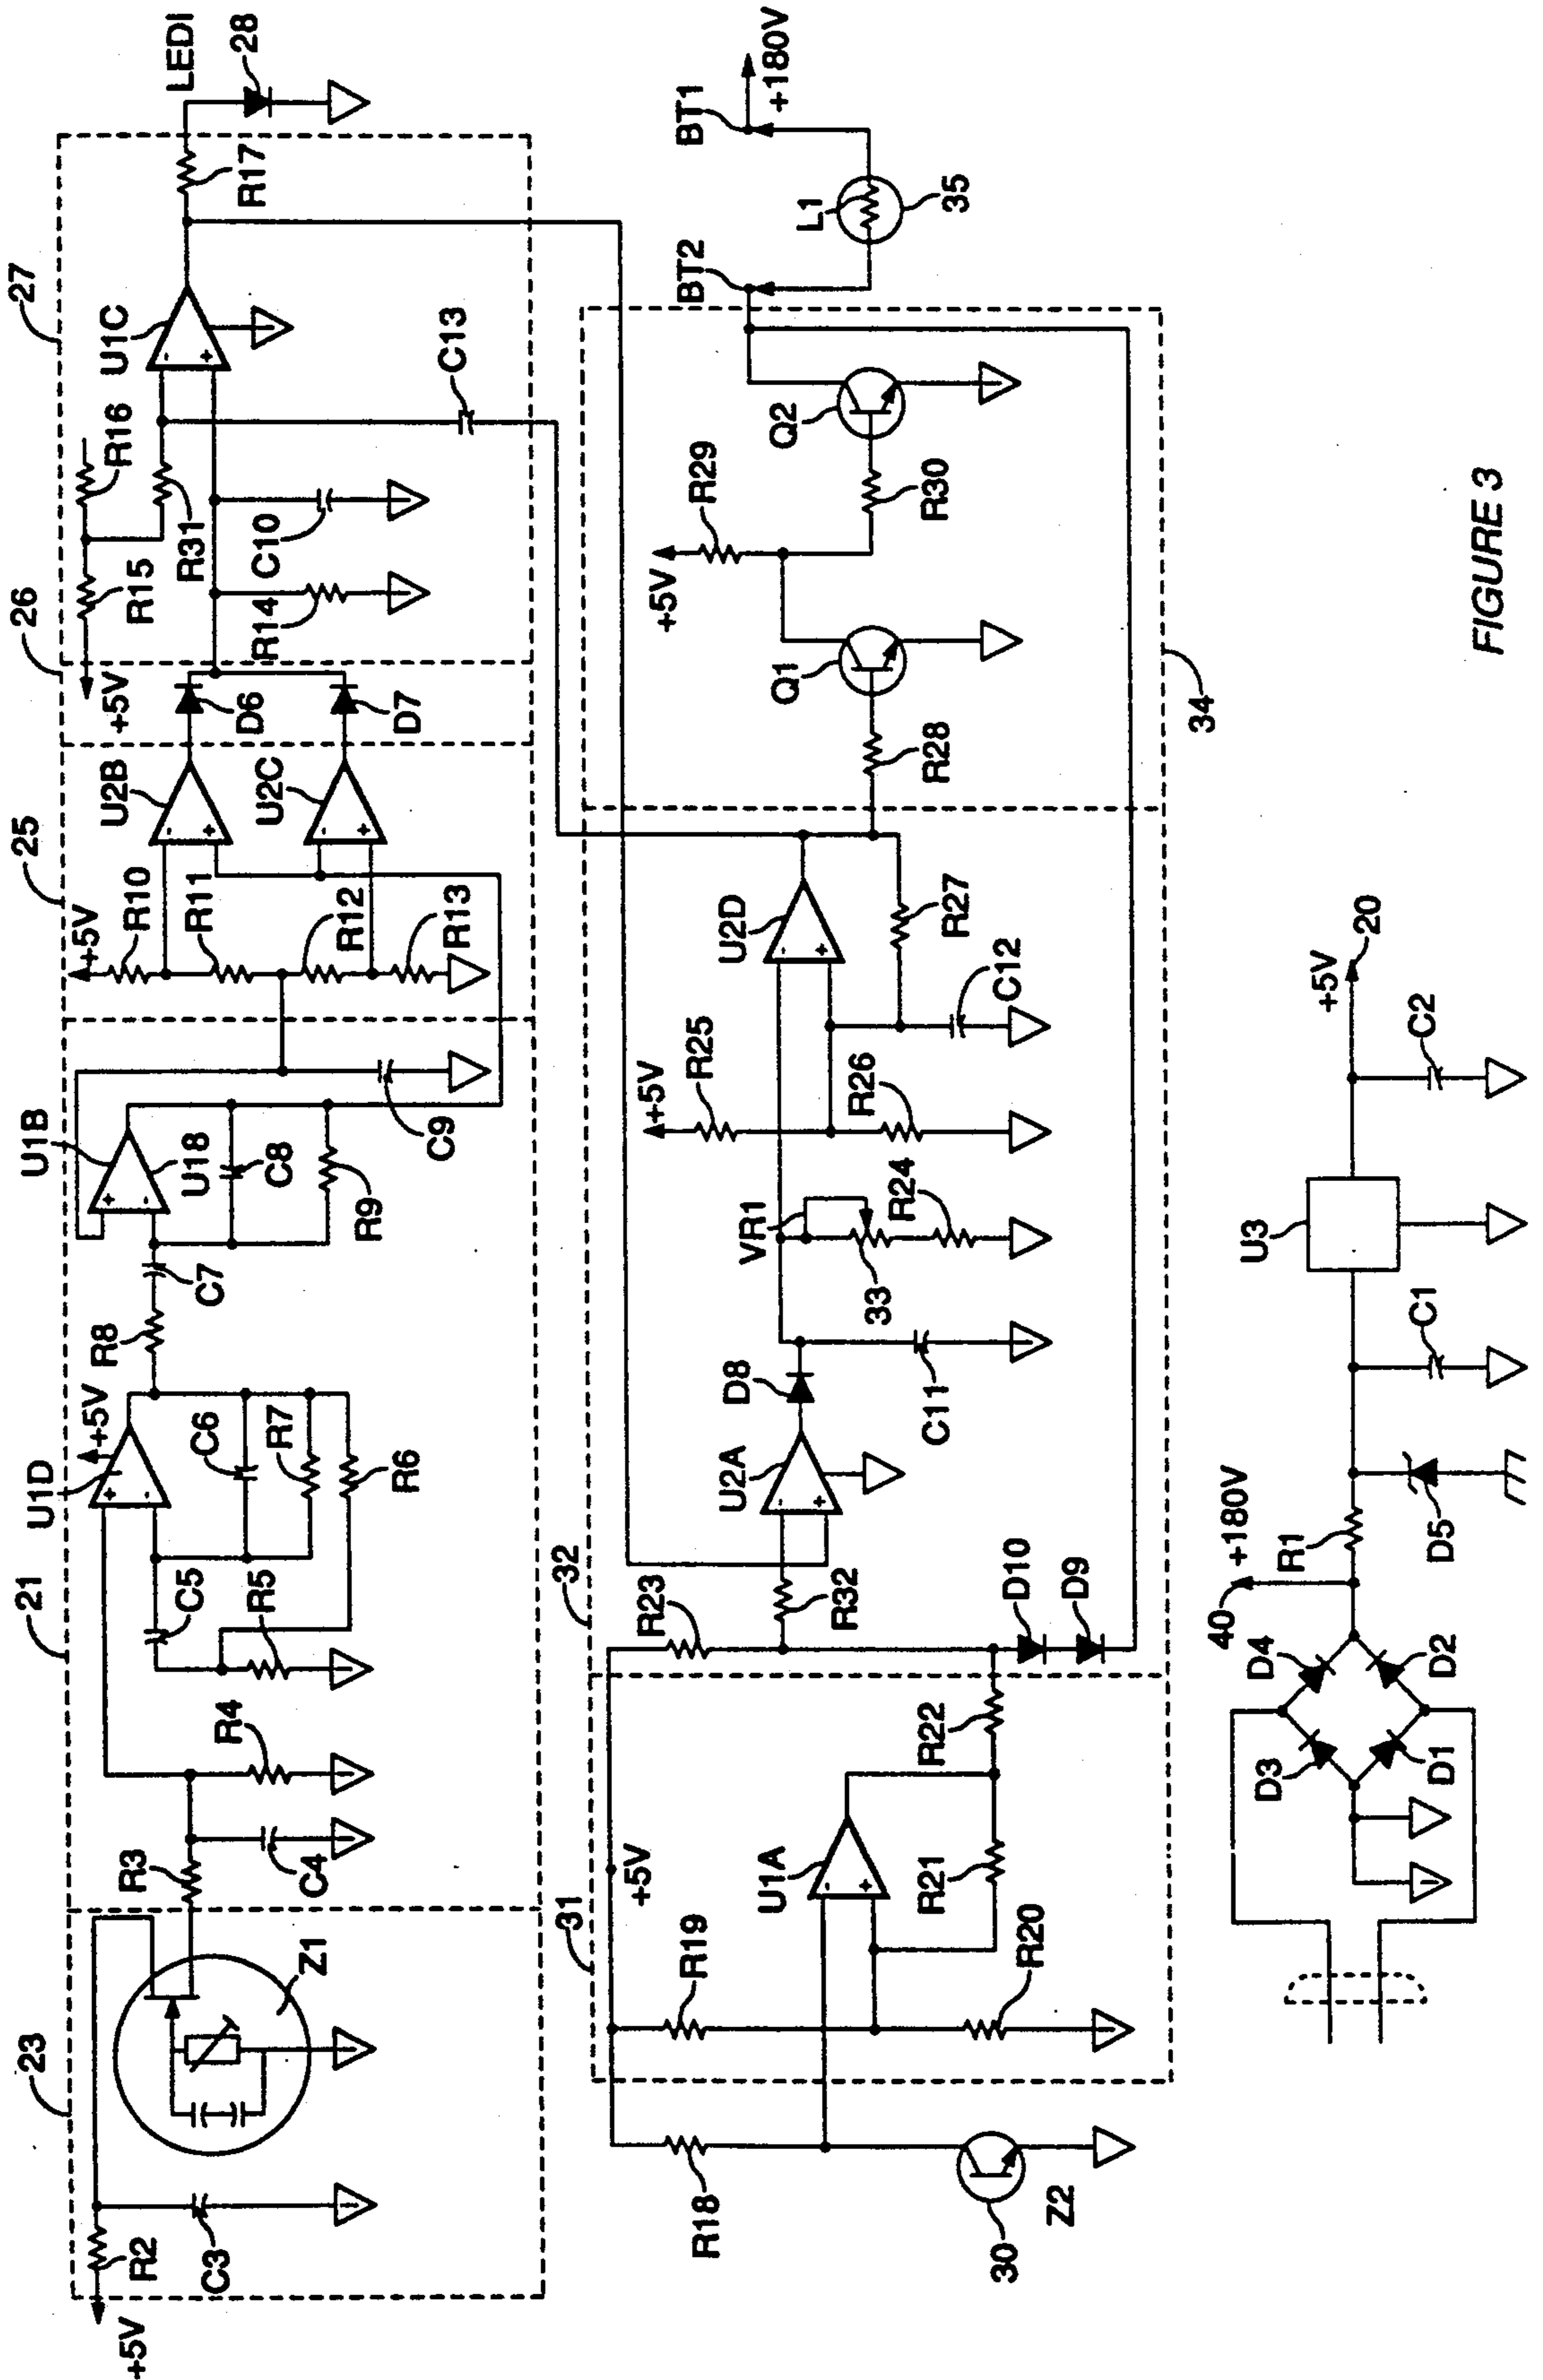 23
21
25
26
27
+5V
R2
C3
Z1
R3
C4
R4
R5
C5
U1D
+5V
C6
R7
R6
R8
C7
U1B
U18
C8
R9
C9
+5V
R10
R11
R12
R13
U2B
U2C
D6
D7
+5V
R15
R16
R31
R14
C10
U1C
C13
R17
LEDI
28
31
32
R18
30
Z2
R19
+5V
R20
U1A
R21
R22
R23
R32
D10
D9
U2A
D8
C11
VR1
33
R24
+5V
R25
R26
U2D
C12
R27
R28
Q1
+5V
R29
R30
Q2
34
BT2
BT1
L1
35
+180V
D3
D4
D1
D2
40
+180V
R1
D5
C1
U3
C2
+5V
20
FIGURE 3
- + - + - + - + - + - + - + - +